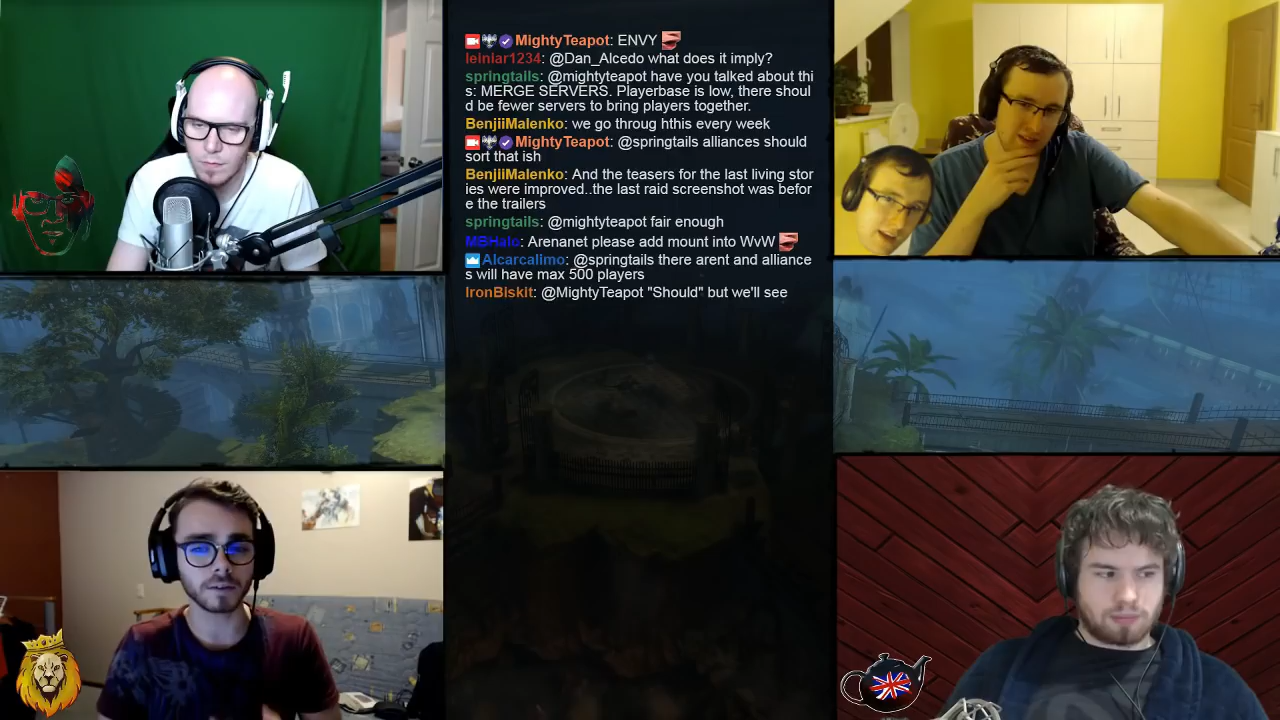 MightyTeapot: ENVY
leiniar1234: @Dan_Alcedo what does it imply?
springtails: @mightyteapot have you talked about thi
s: MERGE SERVERS. Playerbase is low, there shoul
d be fewer servers to bring players together.
BenjiiMalenko: we go throug hthis every week
MightyTeapot: @springtails alliances should
sort that ish
BenjiiMalenko: And the teasers for the last living stor
ies were improved..the last raid screenshot was befor
e the trailers
springtails: @mightyteapot fair enough
MBHalo: Arenanet please add mount into WvW
Alcarcalimo: @springtails there arent and alliance
s will have max 500 players
IronBiskit: @MightyTeapot "Should" but we'll see